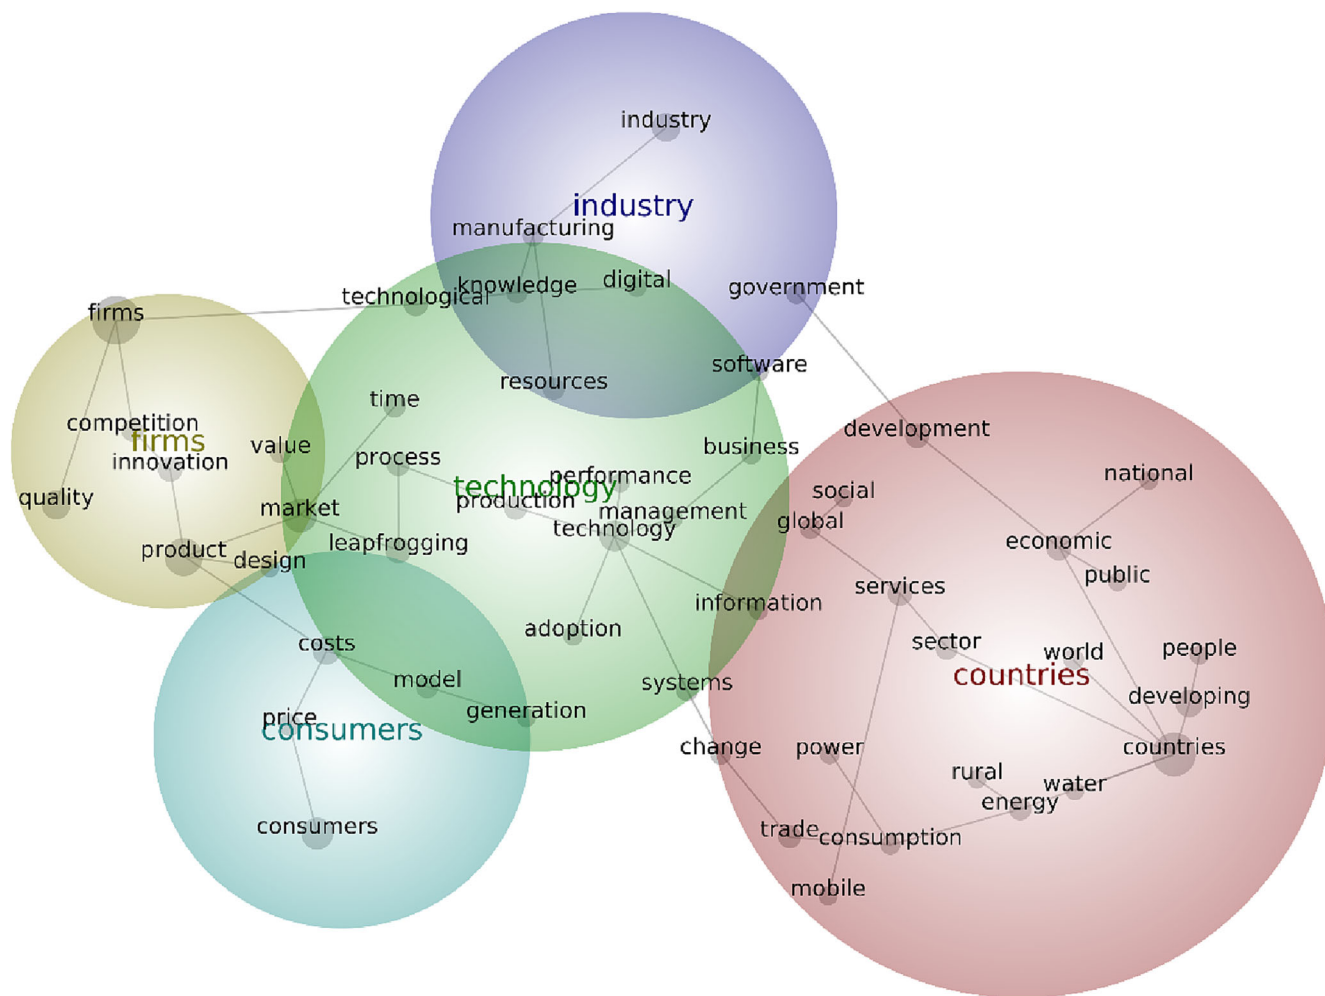 industry
industry
manufacturing
knowledge
digital
technological
government
firms
software
resources
time
competition
firms
value
innovation
process
business
development
performance
technology
national
quality
market
production
management
social
technology
global
product
design
leapfrogging
economic
public
information
services
adoption
costs
sector
world
people
countries
model
systems
developing
price
generation
consumers
change
power
countries
rural
water
energy
consumers
trade
consumption
mobile